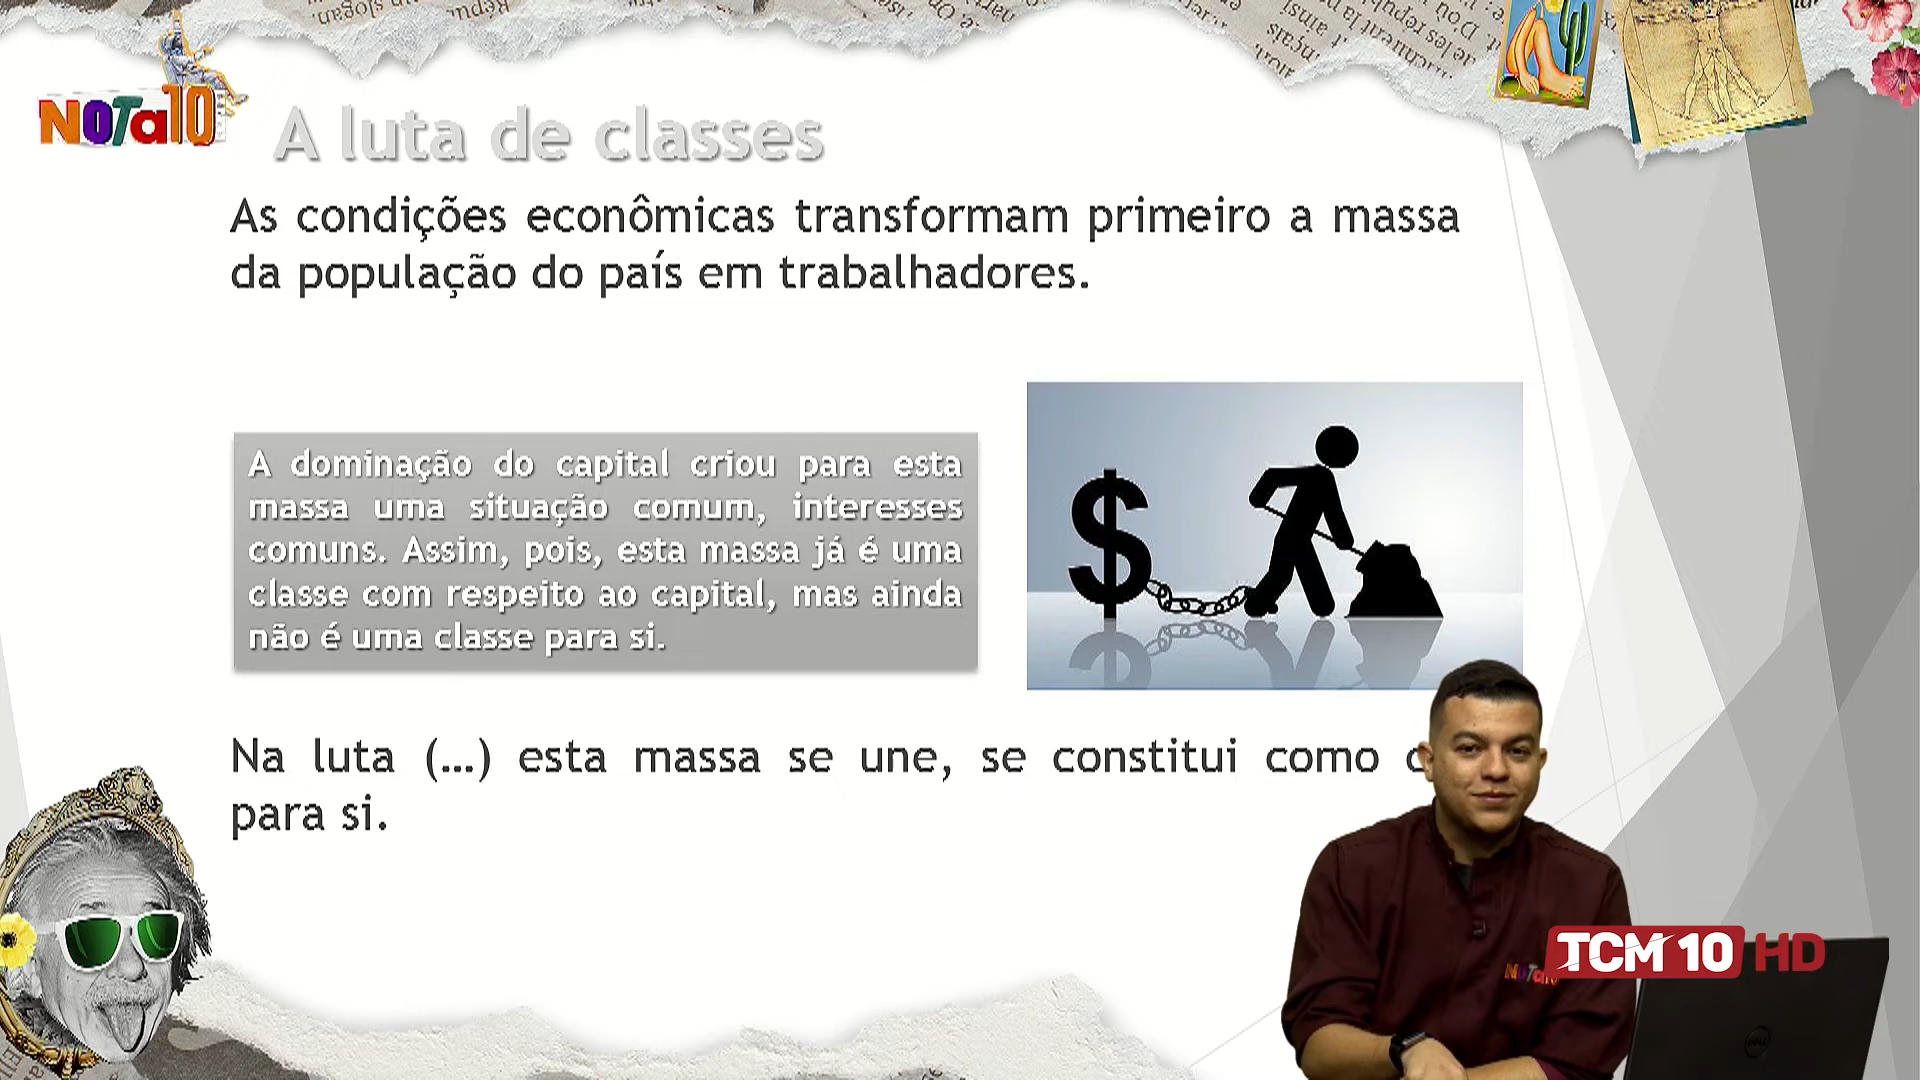 NOTa10
A luta de classes
As condições econômicas transformam primeiro a massa
da população do país em trabalhadores.
A dominação do capital criou para esta
massa uma situação comum, interesses
comuns. Assim, pois, esta massa já é uma
classe com respeito ao capital, mas ainda
não é uma classe para si.
$
Na luta (...) esta massa se une, se constitui como
para si.
NOTa10
TCM 10 HD
DELL